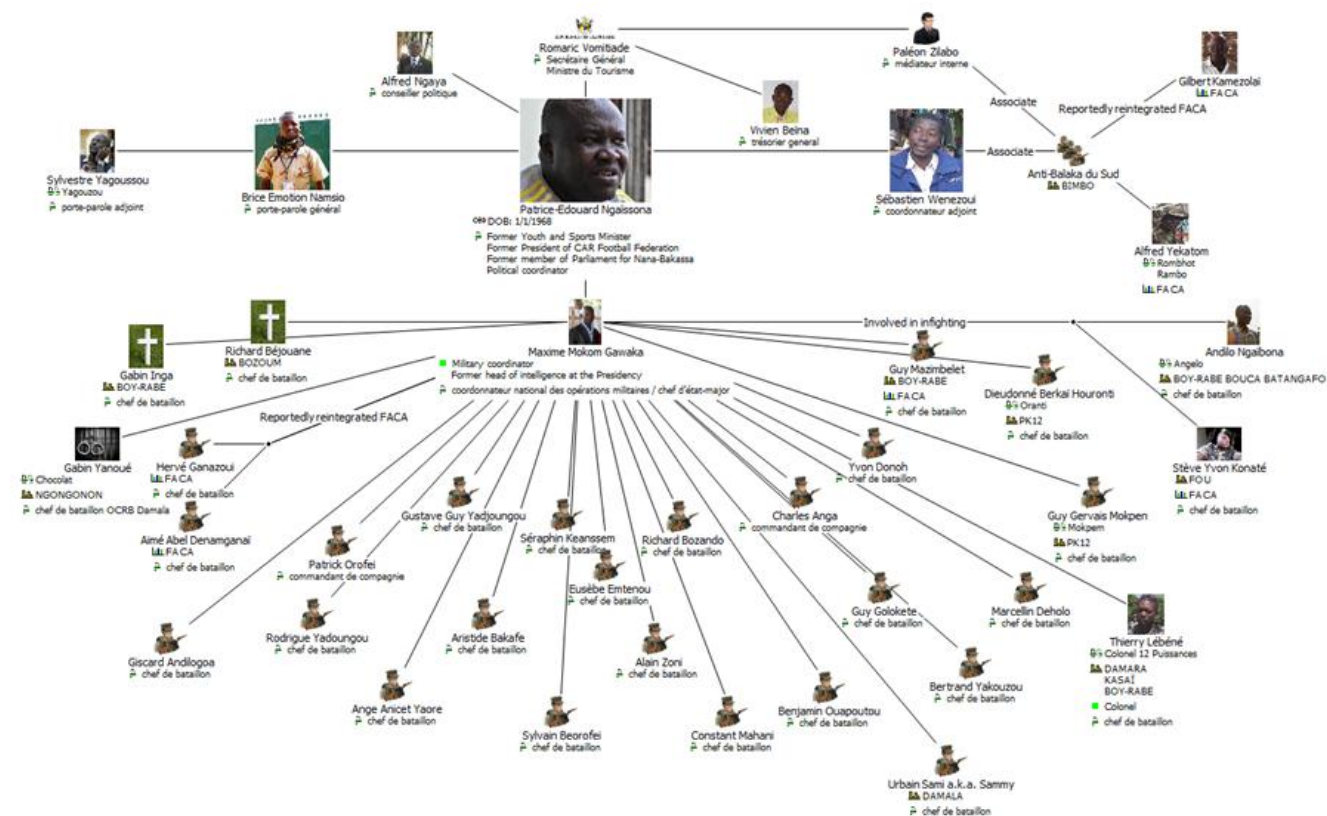 Romaric Vomitiade
Secrétaire Général
Ministre du Tourisme
Paléon Zilabo
médiateur interne
Alfred Ngaya
conseiller politique
Gilbert Kamezolai
FACA
Vivien Beina
trésorier general
Associate
Reportedly reintegrated FACA
Sylvestre Yagoussou
Yagouzou
porte-parole adjoint
Brice Emotion Namsio
porte-parole général
Patrice-Edouard Ngaïssona
DOB: 1/1/1968
Former Youth and Sports Minister
Former President of CAR Football Federation
Former member of Parliament for Nana-Bakassa
Political coordinator
Sébastien Wenezoui
coordonnateur adjoint
Associate
Anti-Balaka du Sud
BIMBO
Alfred Yekatom
Rombhot
Rambo
FACA
Gabin Inga
BOY-RABE
chef de bataillon
Richard Béjouane
BOZOUM
chef de bataillon
Maxime Mokom Gawaka
Military coordinator
Former head of intelligence at the Presidency
coordonnateur national des opérations militaires / chef d'état-major
Involved in infighting
Guy Mazimbelet
BOY-RABE
FACA
chef de bataillon
Dieudonné Berkai Houronti
Oranti
PK12
chef de bataillon
Andilo Ngaibona
Angelo
BOY-RABE BOUCA BATANGAFO
chef de bataillon
Reportedly reintegrated FACA
Gabin Yanoué
Chocolat
NGONGONON
chef de bataillon OCRB Damala
Hervé Ganazoui
FACA
chef de bataillon
Aimé Abel Denamganaï
FACA
chef de bataillon
Yvon Donoh
chef de bataillon
Stève Yvon Konaté
FOU
FACA
chef de bataillon
Gustave Guy Yadjoungou
chef de bataillon
Séraphin Keanssem
chef de bataillon
Richard Bozando
chef de bataillon
Charles Anga
commandant de compagnie
Guy Gervais Mokpen
Mokpem
PK12
chef de bataillon
Patrick Orofei
commandant de compagnie
Eusèbe Emtenou
chef de bataillon
Rodrigue Yadoungou
chef de bataillon
Aristide Bakafe
chef de bataillon
Guy Golokete
chef de bataillon
Marcellin Deholo
chef de bataillon
Giscard Andilogoa
chef de bataillon
Alain Zoni
chef de bataillon
Thierry Lébéné
Colonel 12 Puissances
DAMARA
KASAÏ
BOY-RABE
Colonel
chef de bataillon
Ange Anicet Yaore
chef de bataillon
Bertrand Yakouzou
chef de bataillon
Sylvain Beorofei
chef de bataillon
Constant Mahani
chef de bataillon
Benjamin Ouapoutou
chef de bataillon
Urbain Sami a.k.a. Sammy
DAMALA
chef de bataillon